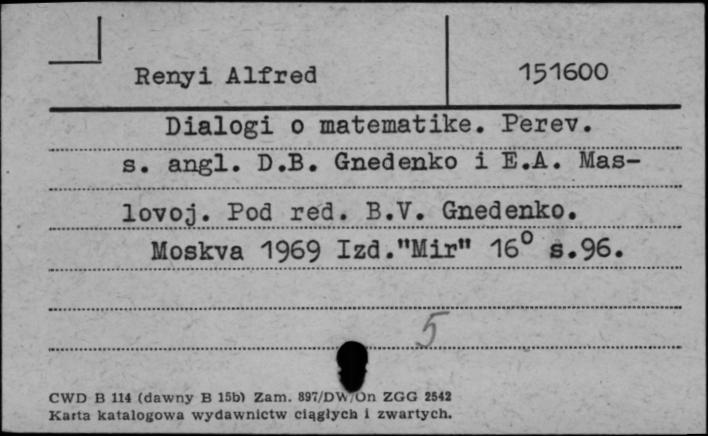 Renyi Alfred 151600
Dialogi o matematike. Perev.
s. angl. D.B. Gnedenko i E.A. Mas-
lovoj. Pod red. B.V. Gnedenko.
Moskva 1969 Izd."Mir" 16° s.96.
5
CWD B 114 (dawny B 15b) Zam. 897/DW/On ZGG 2542
Karta katalogowa wydawnictw ciągłych i zwartych.